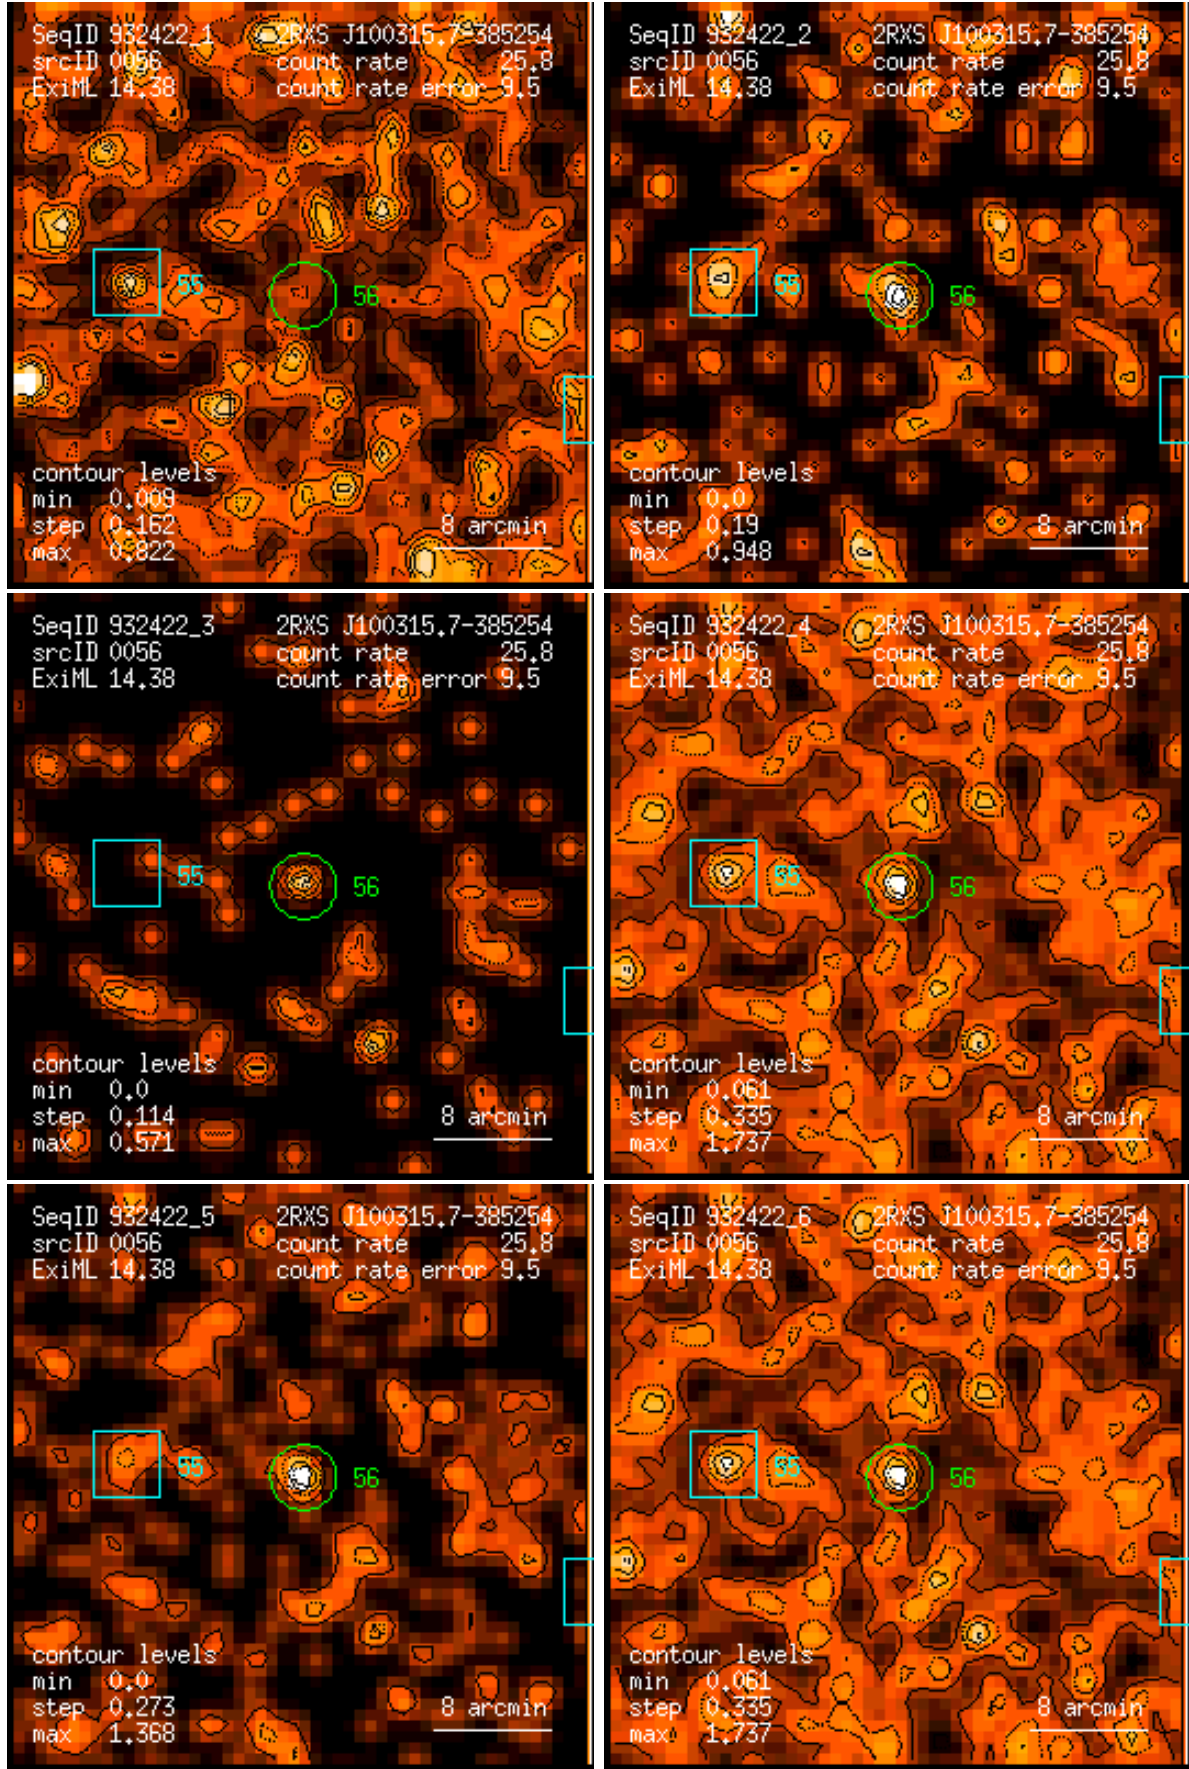 SeqID 932422_1 2RXS J100315.7-385254
srcID 0056 count rate 25.8
ExiML 14.38 count rate error 9.5
55
56
contour levels
min 0.009
step 0.162 8 arcmin
max 0.822
SeqID 932422_2 2RXS J100315.7-385254
srcID 0056 count rate 25.8
ExiML 14.38 count rate error 9.5
55
56
contour levels
min 0.0
step 0.19 8 arcmin
max 0.948
SeqID 932422_3 2RXS J100315.7-385254
srcID 0056 count rate 25.8
ExiML 14.38 count rate error 9.5
55
56
contour levels
min 0.0
step 0.114 8 arcmin
max 0.571
SeqID 932422_4 2RXS J100315.7-385254
srcID 0056 count rate 25.8
ExiML 14.38 count rate error 9.5
55
56
contour levels
min 0.061
step 0.335 8 arcmin
max 1.737
SeqID 932422_5 2RXS J100315.7-385254
srcID 0056 count rate 25.8
ExiML 14.38 count rate error 9.5
55
56
contour levels
min 0.0
step 0.273 8 arcmin
max 1.368
SeqID 932422_6 2RXS J100315.7-385254
srcID 0056 count rate 25.8
ExiML 14.38 count rate error 9.5
55
56
contour levels
min 0.061
step 0.335 8 arcmin
max 1.737